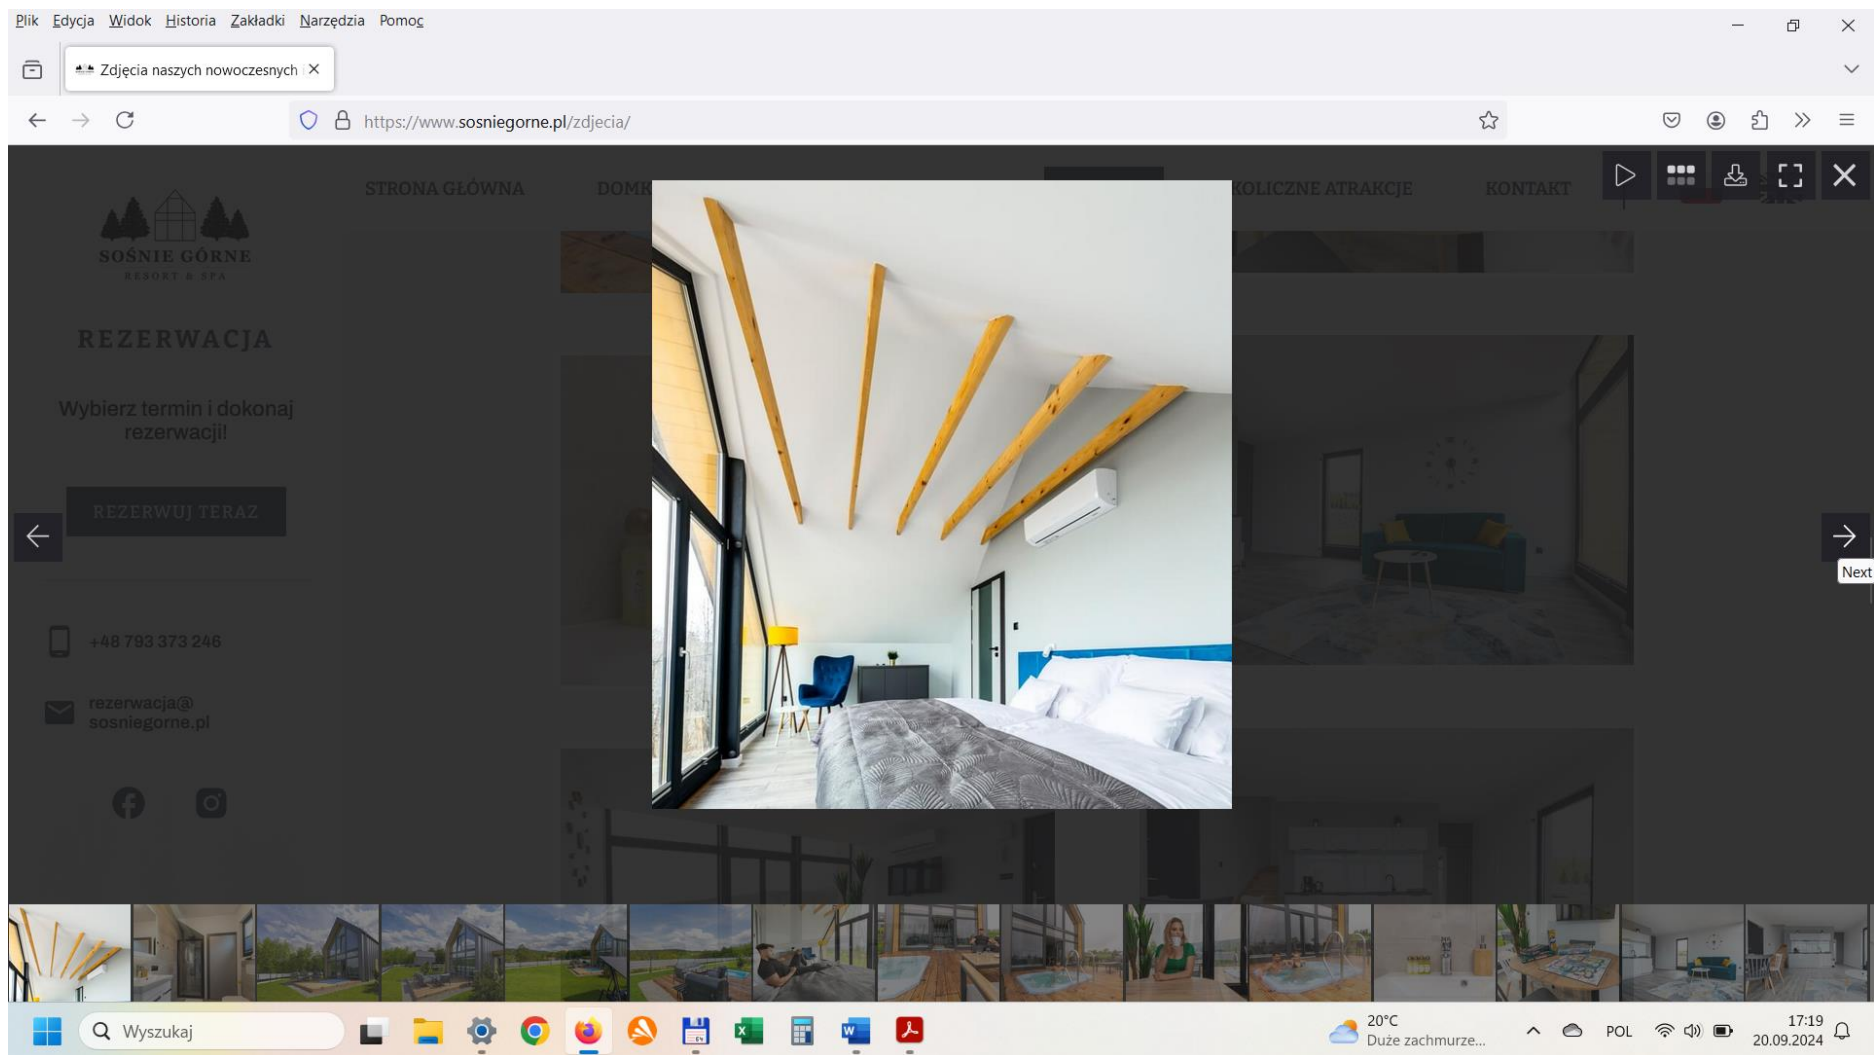 Plik Edycja Widok Historia Zakładki Narzędzia Pomoc
Zdjęcia naszych nowoczesnych
https://www.sosniegorne.pl/zdjecia/
STRONA GŁÓWNA DOMK KOLICZNE ATRAKCJE KONTAKT
SOŚNIE GÓRNE
RESORT & SPA
REZERWACJA
Wybierz termin i dokonaj
rezerwacji!
REZERWUJ TERAZ
Next
+48 793 373 246
rezerwacja@
sosniegorne.pl
Wyszukaj
20°C
Duże zachmurze...
POL
17:19
20.09.2024